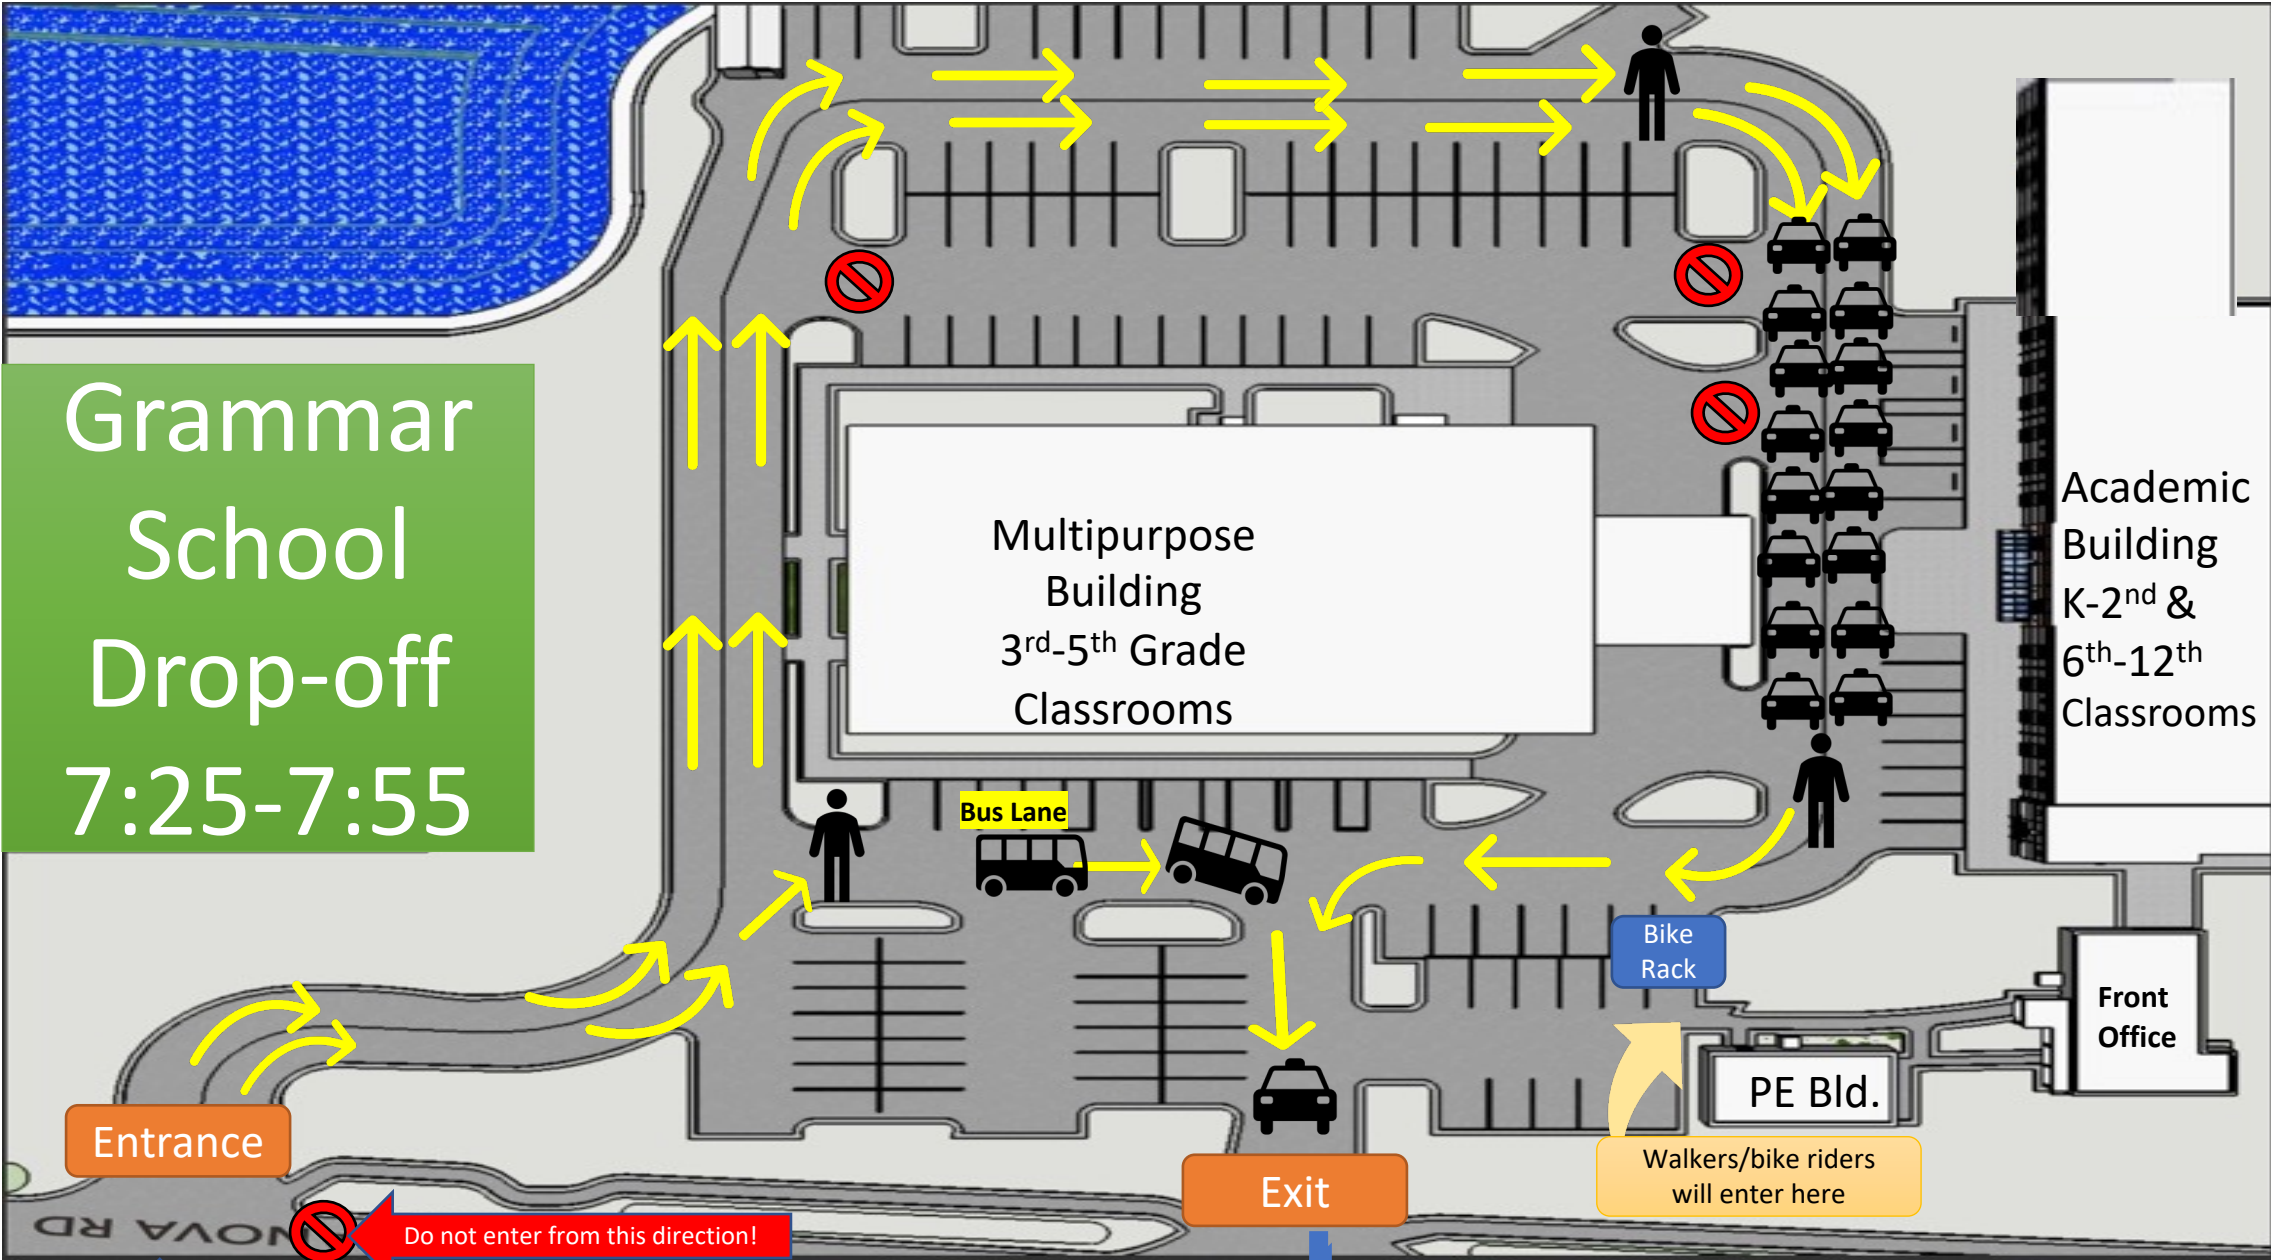 Grammar
School
Drop-off
7:25-7:55
Multipurpose
Building
3rd-5th Grade
Classrooms
Academic
Building
K-2nd &
6th-12th
Classrooms
Bus Lane
Bike
Rack
Front
Office
PE Bld.
Walkers/bike riders
will enter here
Entrance
Exit
NOVA RD
Do not enter from this direction!